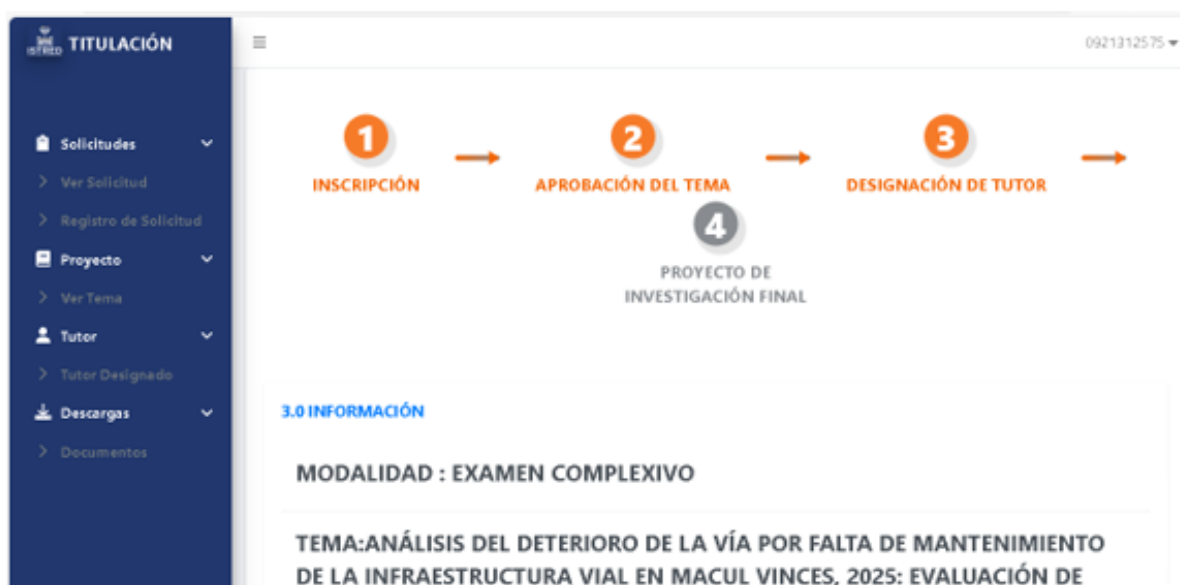 ISTRED TITULACIÓN
0921312575
Solicitudes
Ver Solicitud
Registro de Solicitud
Proyecto
Ver Tema
Tutor
Tutor Designado
Descargas
Documentos
1
INSCRIPCIÓN
2
APROBACIÓN DEL TEMA
3
DESIGNACIÓN DE TUTOR
4
PROYECTO DE
INVESTIGACIÓN FINAL
3.0 INFORMACIÓN
MODALIDAD : EXAMEN COMPLEXIVO
TEMA:ANÁLISIS DEL DETERIORO DE LA VÍA POR FALTA DE MANTENIMIENTO
DE LA INFRAESTRUCTURA VIAL EN MACUL VINCES, 2025: EVALUACIÓN DE